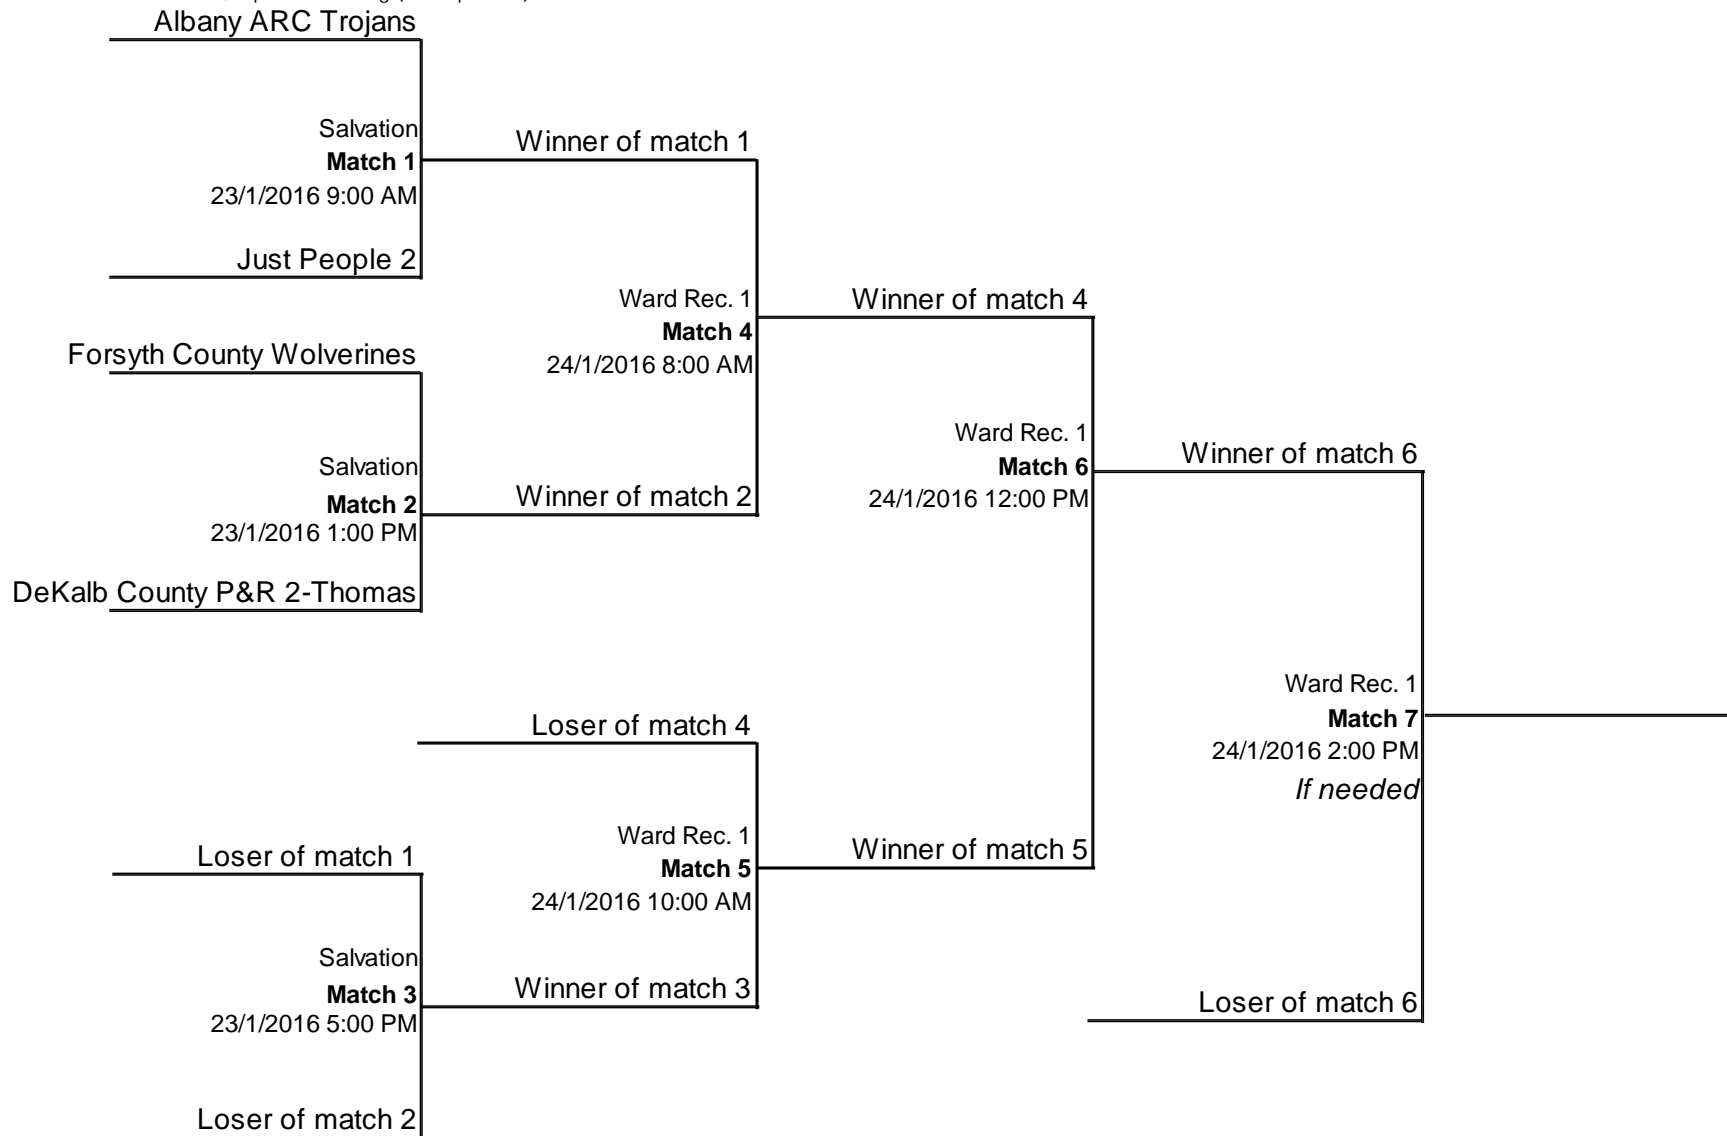 Albany ARC Trojans
Salvation
Match 1
23/1/2016 9:00 AM
Just People 2
Winner of match 1
Forsyth County Wolverines
Salvation
Match 2
23/1/2016 1:00 PM
DeKalb County P&R 2-Thomas
Winner of match 2
Ward Rec. 1
Match 4
24/1/2016 8:00 AM
Winner of match 4
Ward Rec. 1
Match 6
24/1/2016 12:00 PM
Winner of match 6
Ward Rec. 1
Match 7
24/1/2016 2:00 PM
If needed
Loser of match 4
Ward Rec. 1
Match 5
24/1/2016 10:00 AM
Winner of match 5
Loser of match 1
Salvation
Match 3
23/1/2016 5:00 PM
Winner of match 3
Loser of match 2
Loser of match 6